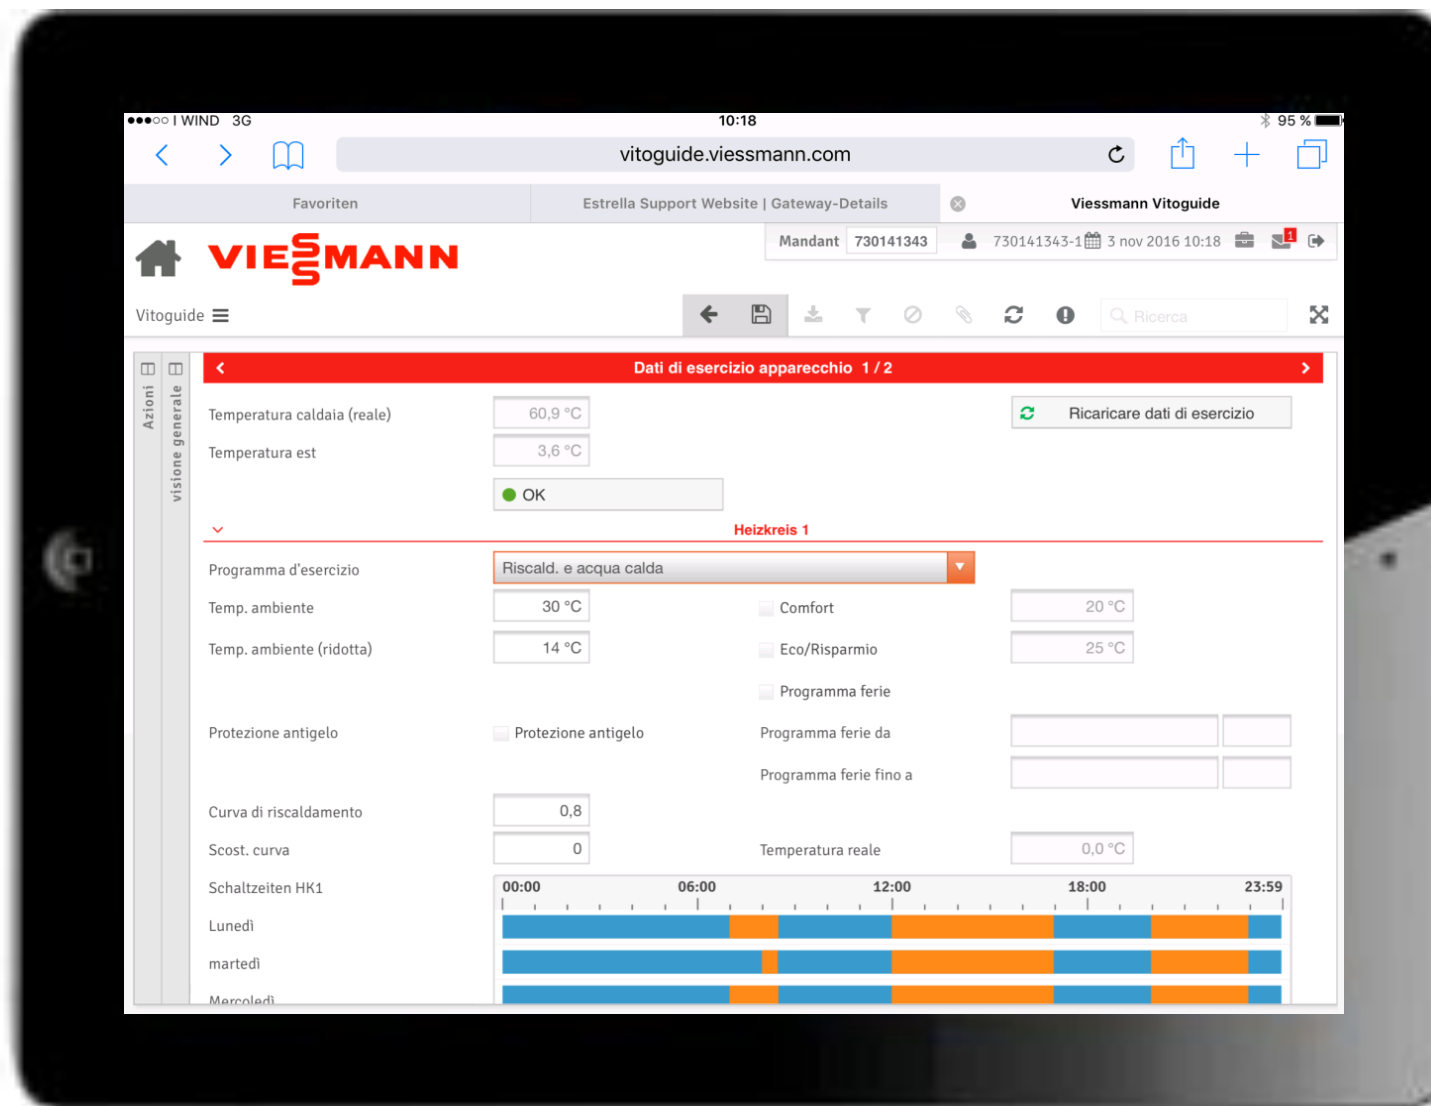 WIND 3G 10:18 95 %
vitoguide.viessmann.com
Favoriten Estrella Support Website | Gateway-Details Viessmann Vitoguide
VIESSMANN Mandant 730141343 730141343-1 3 nov 2016 10:18 1
Vitoguide Ricerca
Azioni
visione generale
Dati di esercizio apparecchio 1 / 2
Temperatura caldaia (reale) 60,9 °C Ricaricare dati di esercizio
Temperatura est 3,6 °C
OK
Heizkreis 1
Programma d'esercizio Riscald. e acqua calda
Temp. ambiente 30 °C Comfort 20 °C
Temp. ambiente (ridotta) 14 °C Eco/Risparmio 25 °C
Programma ferie
Protezione antigelo Protezione antigelo Programma ferie da
Programma ferie fino a
Curva di riscaldamento 0,8
Scost. curva 0 Temperatura reale 0,0 °C
Schaltzeiten HK1 00:00 06:00 12:00 18:00 23:59
Lunedì
martedì
Mercoledì